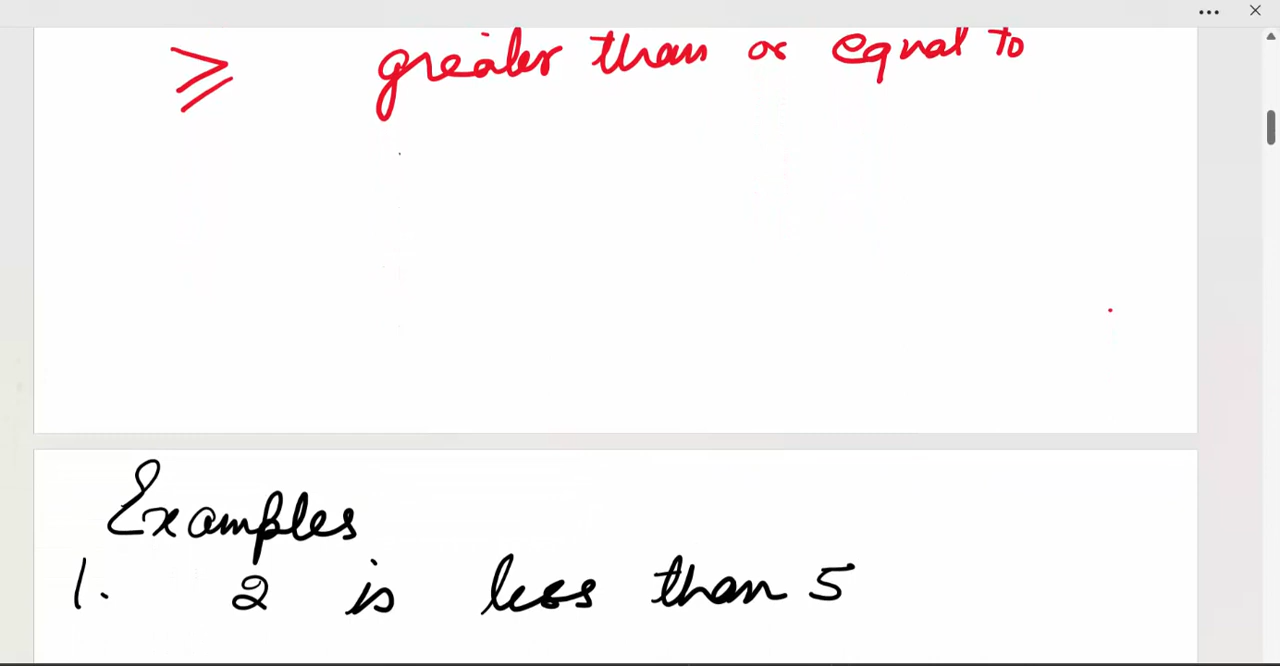 ≥ greater than or equal to
Examples
1. 2 is less than 5